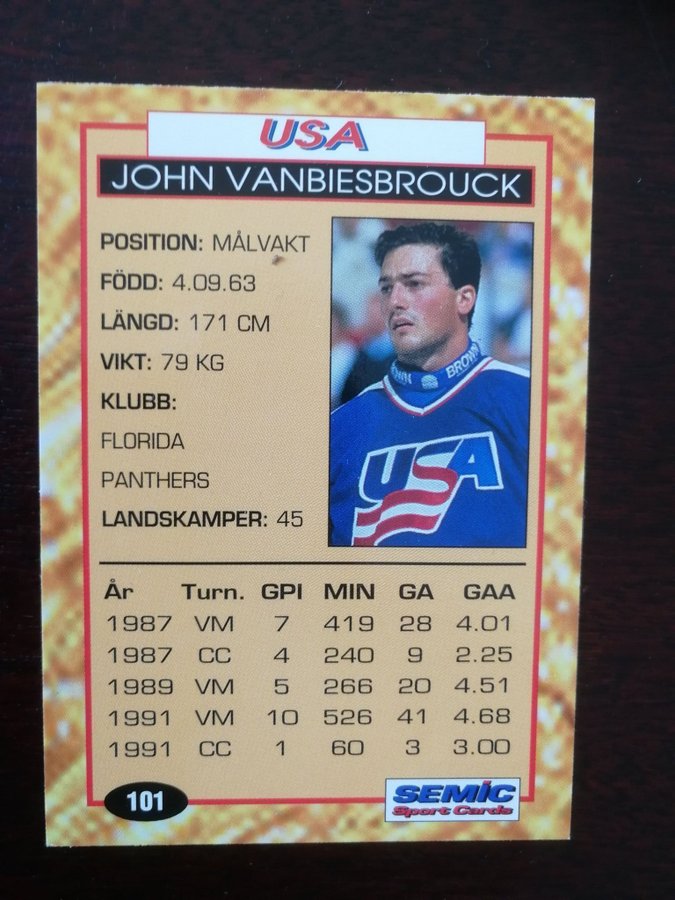 USA
JOHN VANBIESBROUCK
POSITION: MÅLVAKT
FÖDD: 4.09.63
LÄNGD: 171 CM
VIKT: 79 KG
KLUBB:
FLORIDA
PANTHERS
LANDSKAMPER: 45
BROWN
USA
År Turn. GPI MIN GA GAA
1987 VM 7 419 28 4.01
1987 CC 4 240 9 2.25
1989 VM 5 266 20 4.51
1991 VM 10 526 41 4.68
1991 CC 1 60 3 3.00
101
SEMIC
Sport Cards